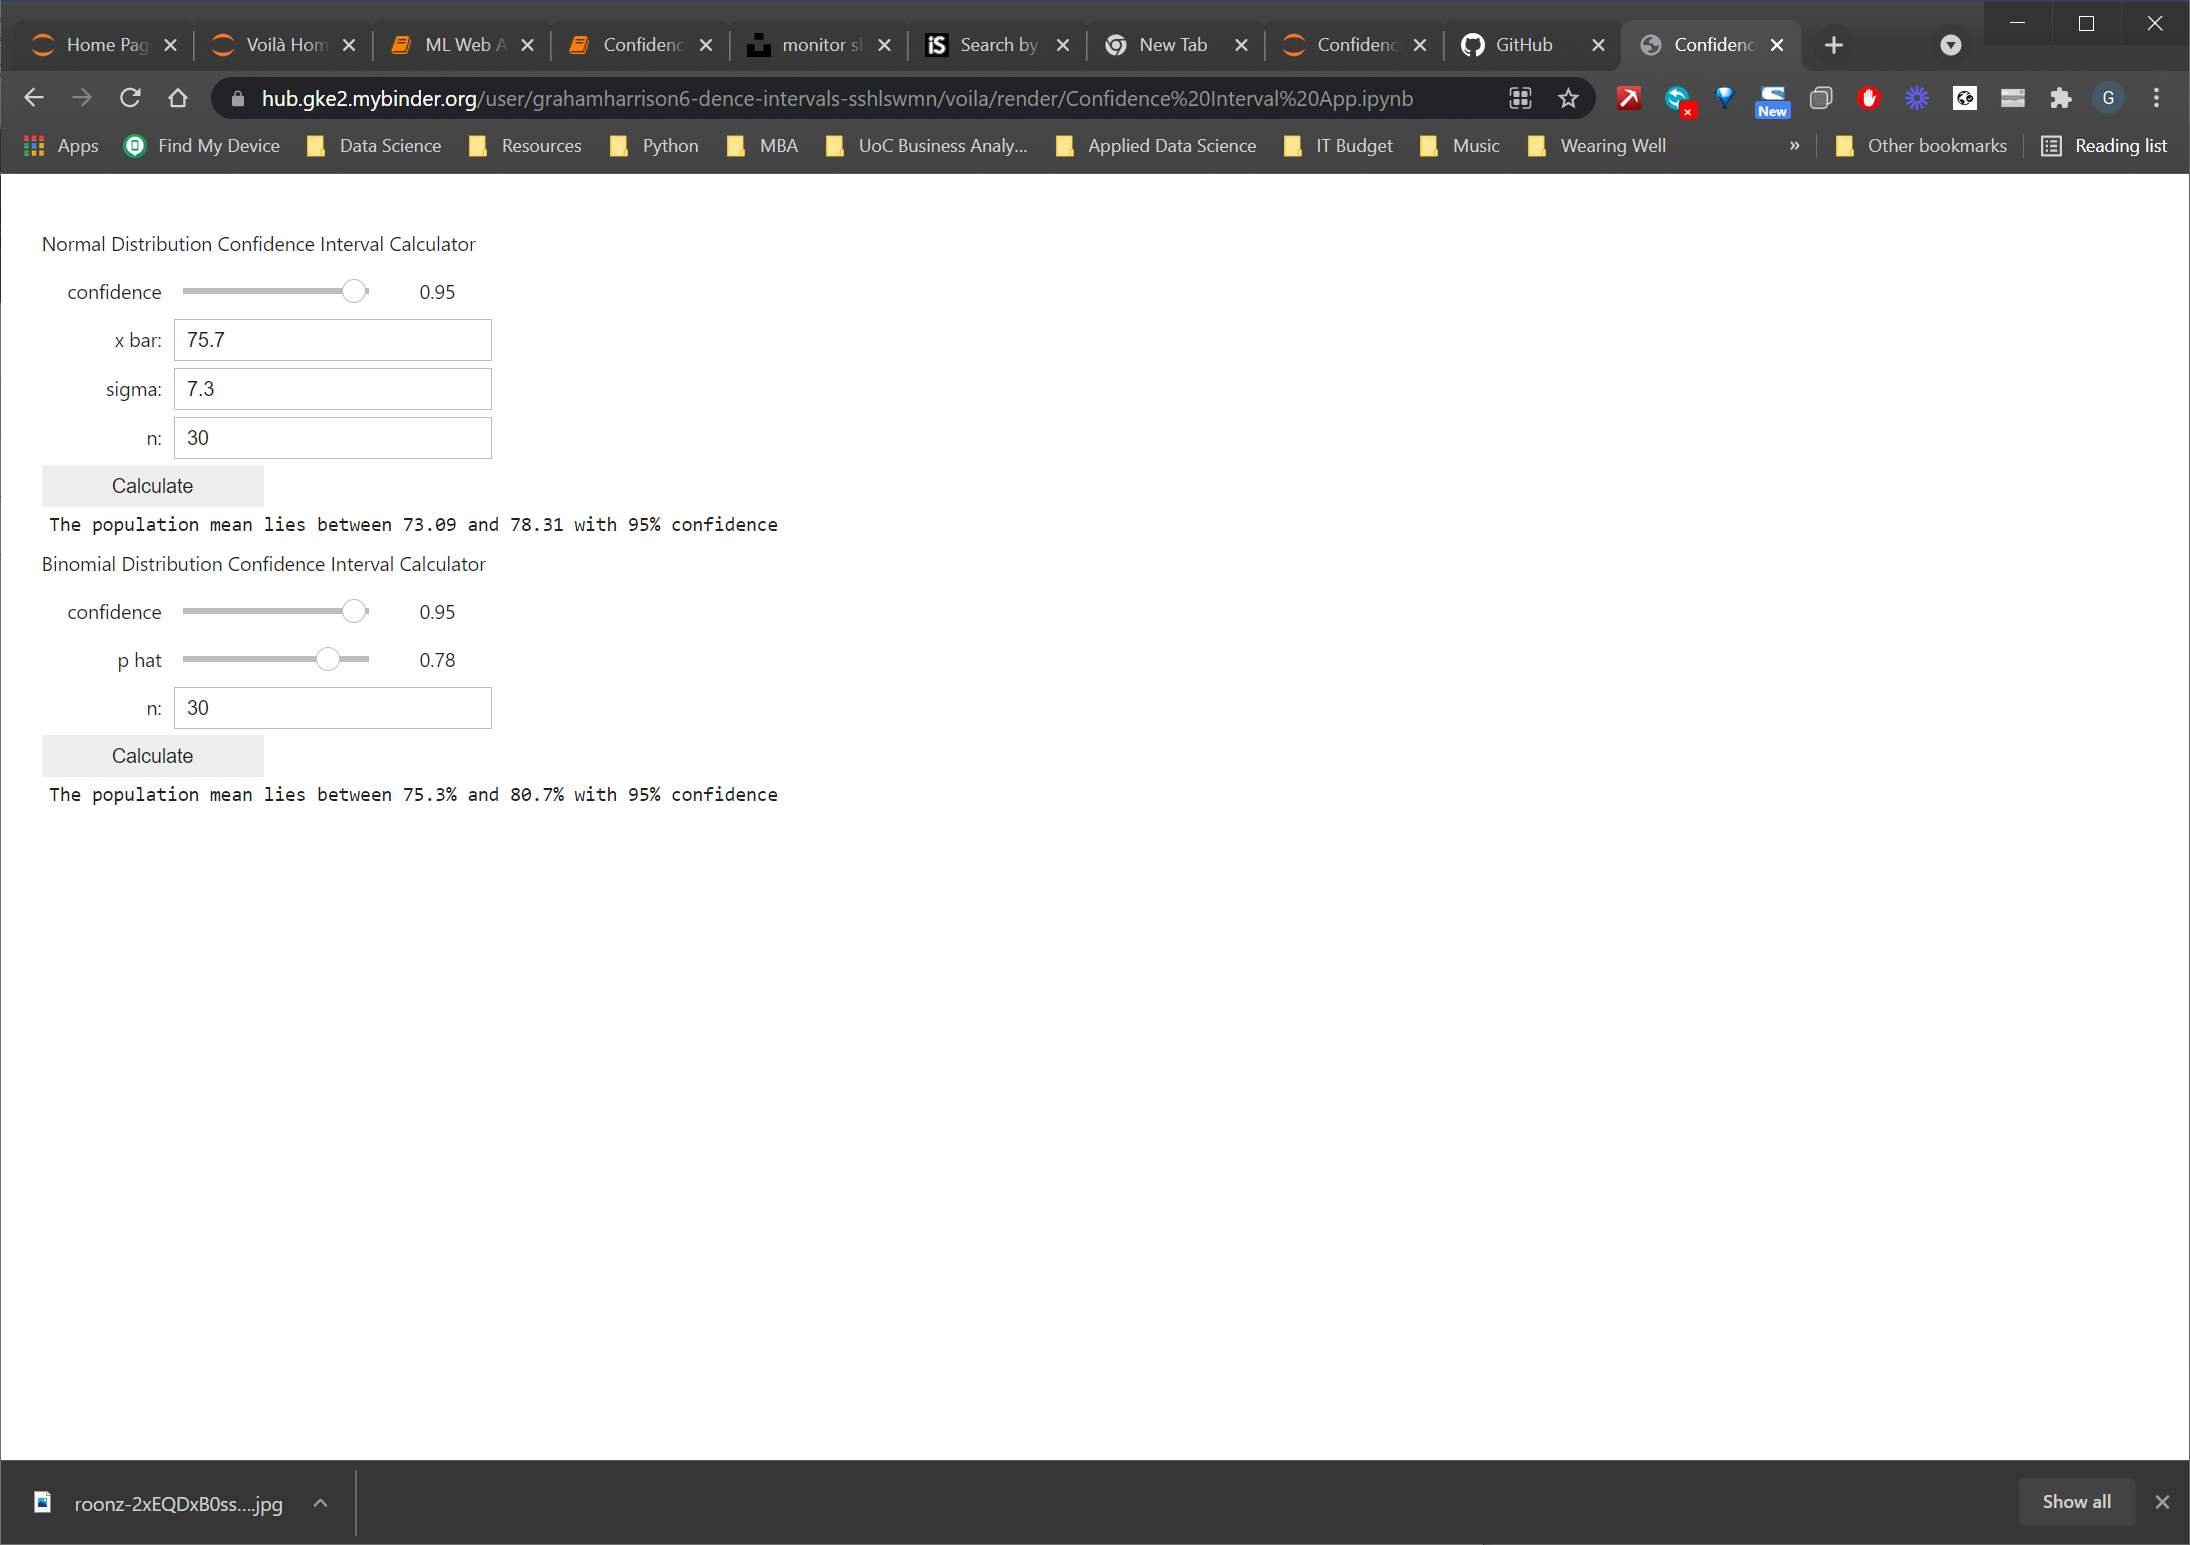 Home Pag
Voilà Hom
ML Web A
Confidenc
monitor sh
iS Search by
New Tab
Confidenc
GitHub
Confidenc
hub.gke2.mybinder.org/user/grahamharrison6-dence-intervals-sshlswmn/voila/render/Confidence%20Interval%20App.ipynb
New
G
Apps
Find My Device
Data Science
Resources
Python
MBA
UoC Business Analy...
Applied Data Science
IT Budget
Music
Wearing Well
»
Other bookmarks
Reading list
Normal Distribution Confidence Interval Calculator
confidence 0.95
x bar: 75.7
sigma: 7.3
n: 30
Calculate
The population mean lies between 73.09 and 78.31 with 95% confidence
Binomial Distribution Confidence Interval Calculator
confidence 0.95
p hat 0.78
n: 30
Calculate
The population mean lies between 75.3% and 80.7% with 95% confidence
roonz-2xEQDxB0ss....jpg
Show all